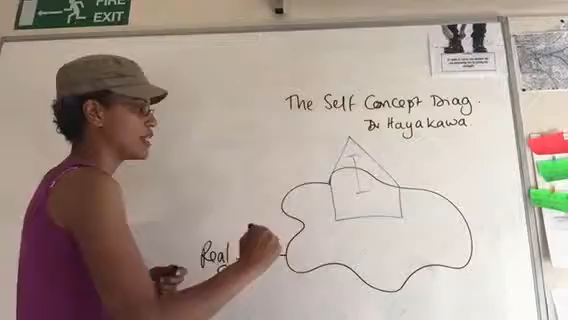 FIRE
EXIT
The Self Concept Diag.
Dr Hayakawa.
I
Real